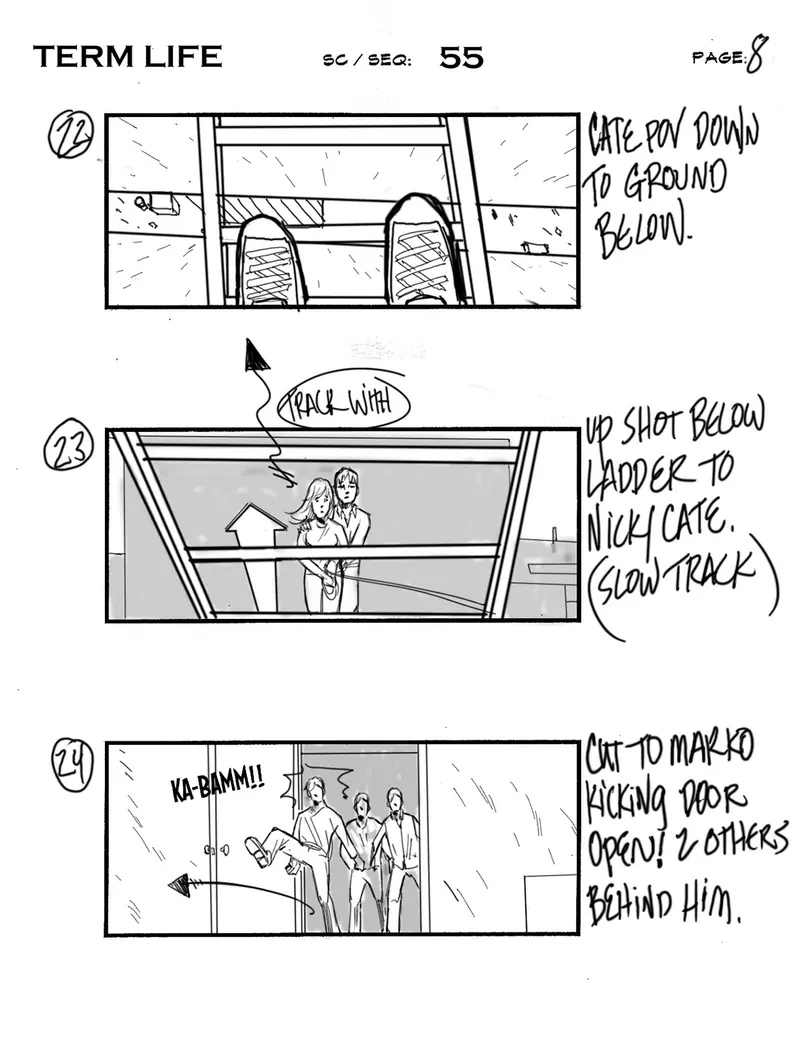 TERM LIFE SC / SEQ: 55 PAGE: 8
22
CATE POV DOWN
TO GROUND
BELOW.
TRACK WITH
23
UP SHOT BELOW
LADDER TO
NICK/CATE.
(SLOW TRACK)
24
KA-BAMM!!
CUT TO MARKO
KICKING DOOR
OPEN! 2 OTHERS
BEHIND HIM.